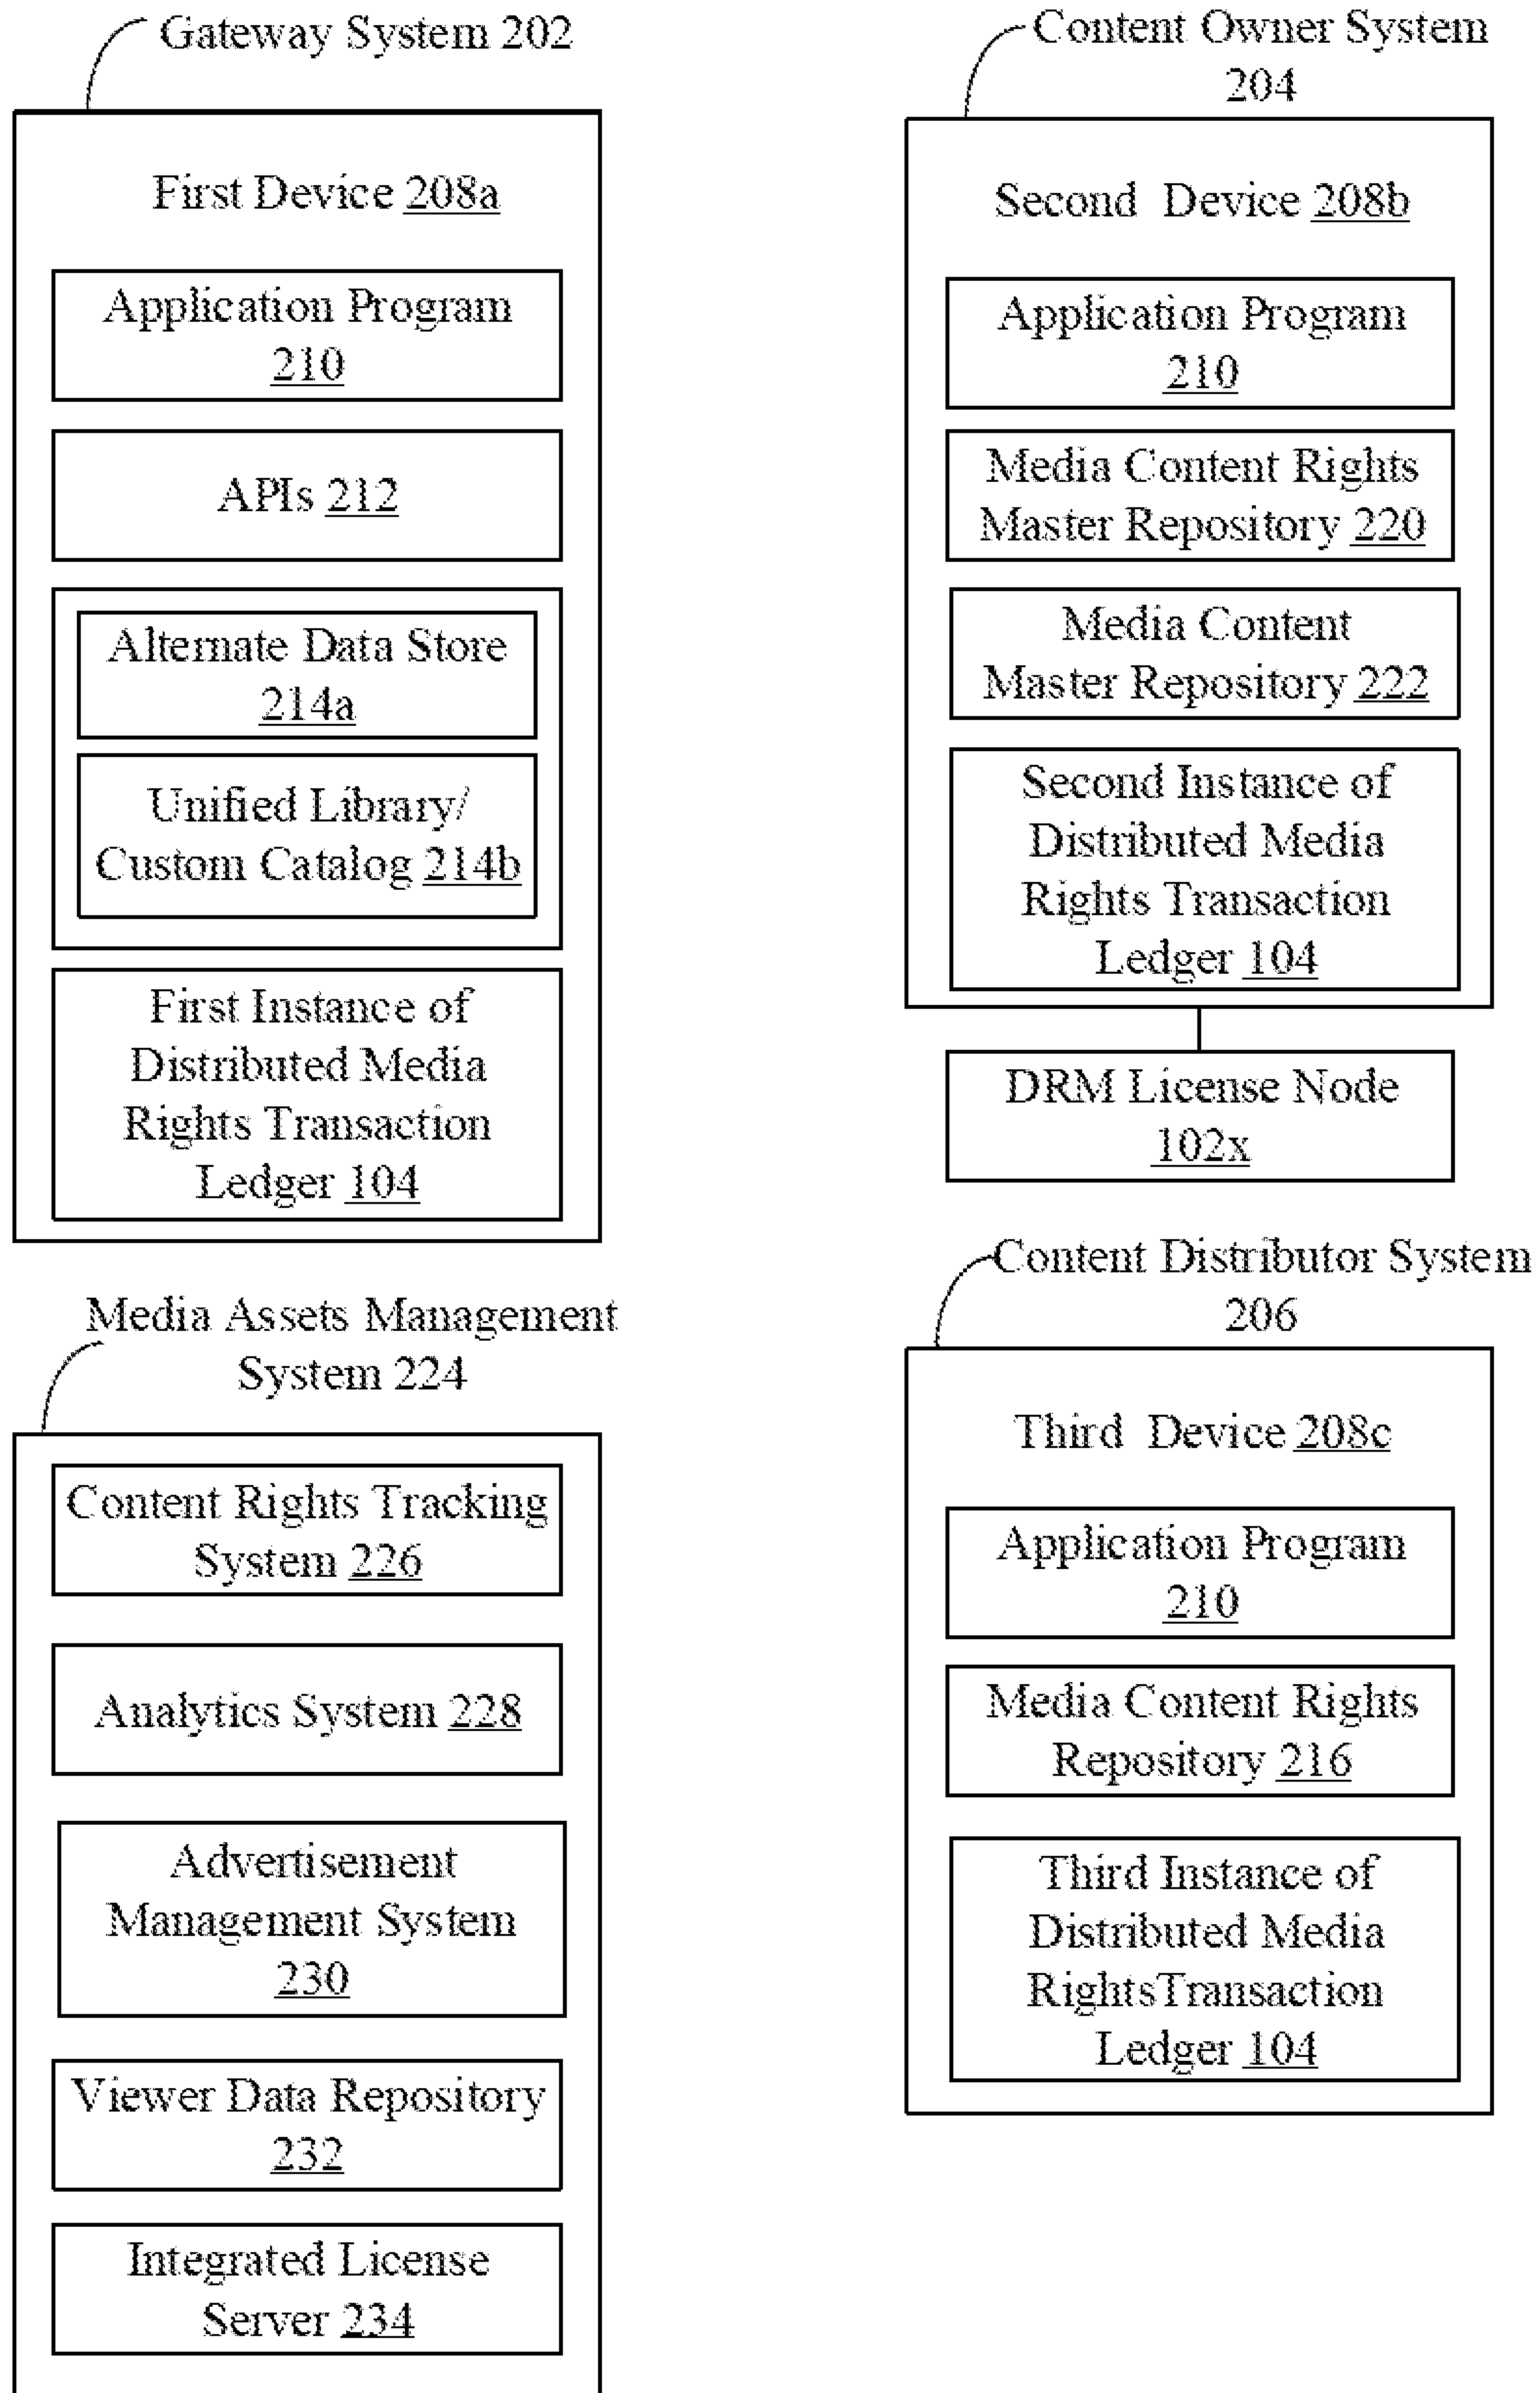 Gateway System 202
First Device 208a
Application Program
210
APIs 212
Alternate Data Store
214a
Unified Library/
Custom Catalog 214b
First Instance of
Distributed Media
Rights Transaction
Ledger 104
Content Owner System
204
Second Device 208b
Application Program
210
Media Content Rights
Master Repository 220
Media Content
Master Repository 222
Second Instance of
Distributed Media
Rights Transaction
Ledger 104
DRM License Node
102x
Media Assets Management
System 224
Content Rights Tracking
System 226
Analytics System 228
Advertisement
Management System
230
Viewer Data Repository
232
Integrated License
Server 234
Content Distributor System
206
Third Device 208c
Application Program
210
Media Content Rights
Repository 216
Third Instance of
Distributed Media
RightsTransaction
Ledger 104